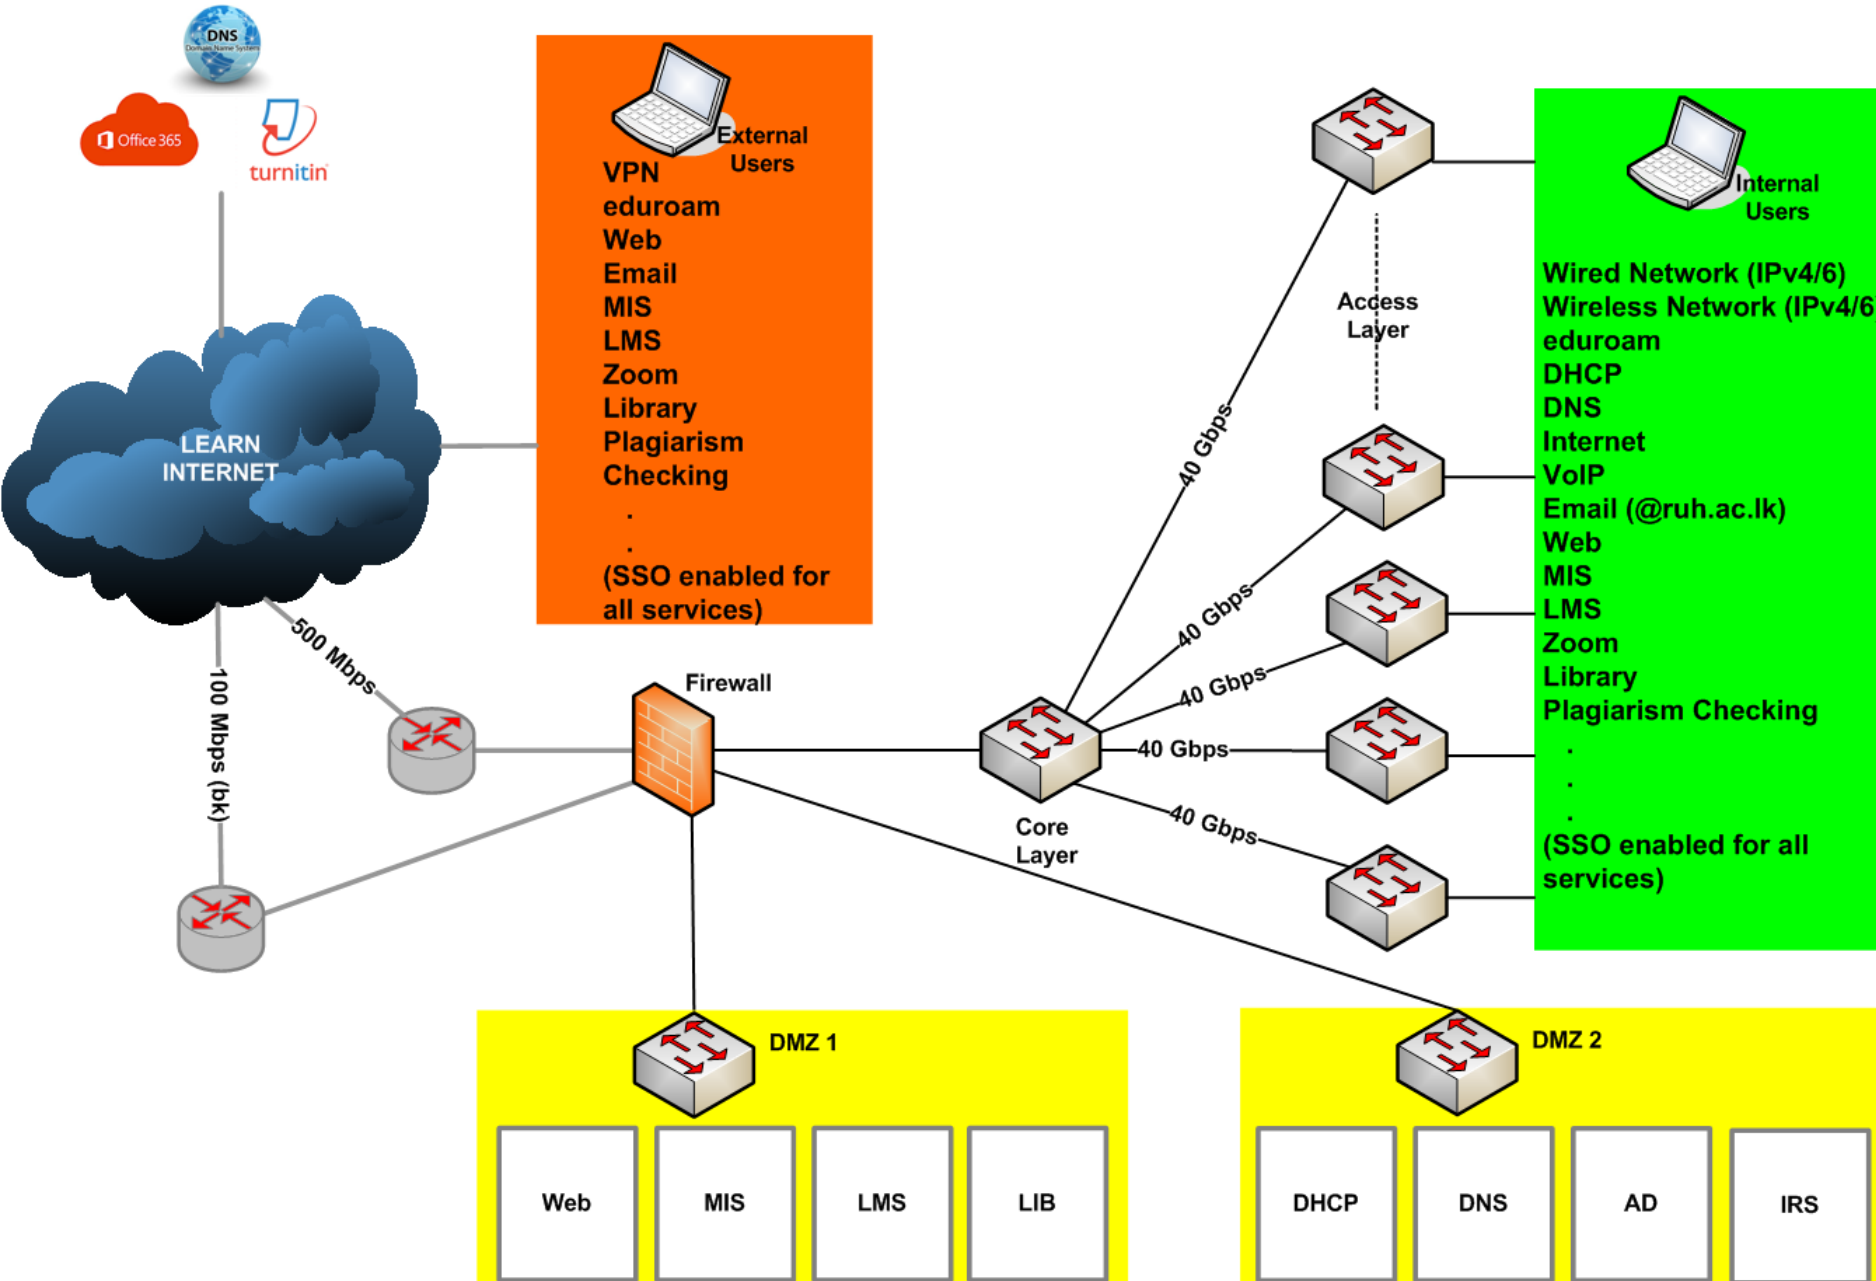 DNS
Domain Name System
Office 365
turnitin
LEARN
INTERNET
500 Mbps
100 Mbps (bk)
External
Users
VPN
eduroam
Web
Email
MIS
LMS
Zoom
Library
Plagiarism
Checking
.
.
(SSO enabled for
all services)
Firewall
Core
Layer
40 Gbps
40 Gbps
40 Gbps
40 Gbps
40 Gbps
Access
Layer
Internal
Users
Wired Network (IPv4/6)
Wireless Network (IPv4/6
eduroam
DHCP
DNS
Internet
VoIP
Email (@ruh.ac.lk)
Web
MIS
LMS
Zoom
Library
Plagiarism Checking
.
.
.
(SSO enabled for all
services)
DMZ 1
Web
MIS
LMS
LIB
DMZ 2
DHCP
DNS
AD
IRS